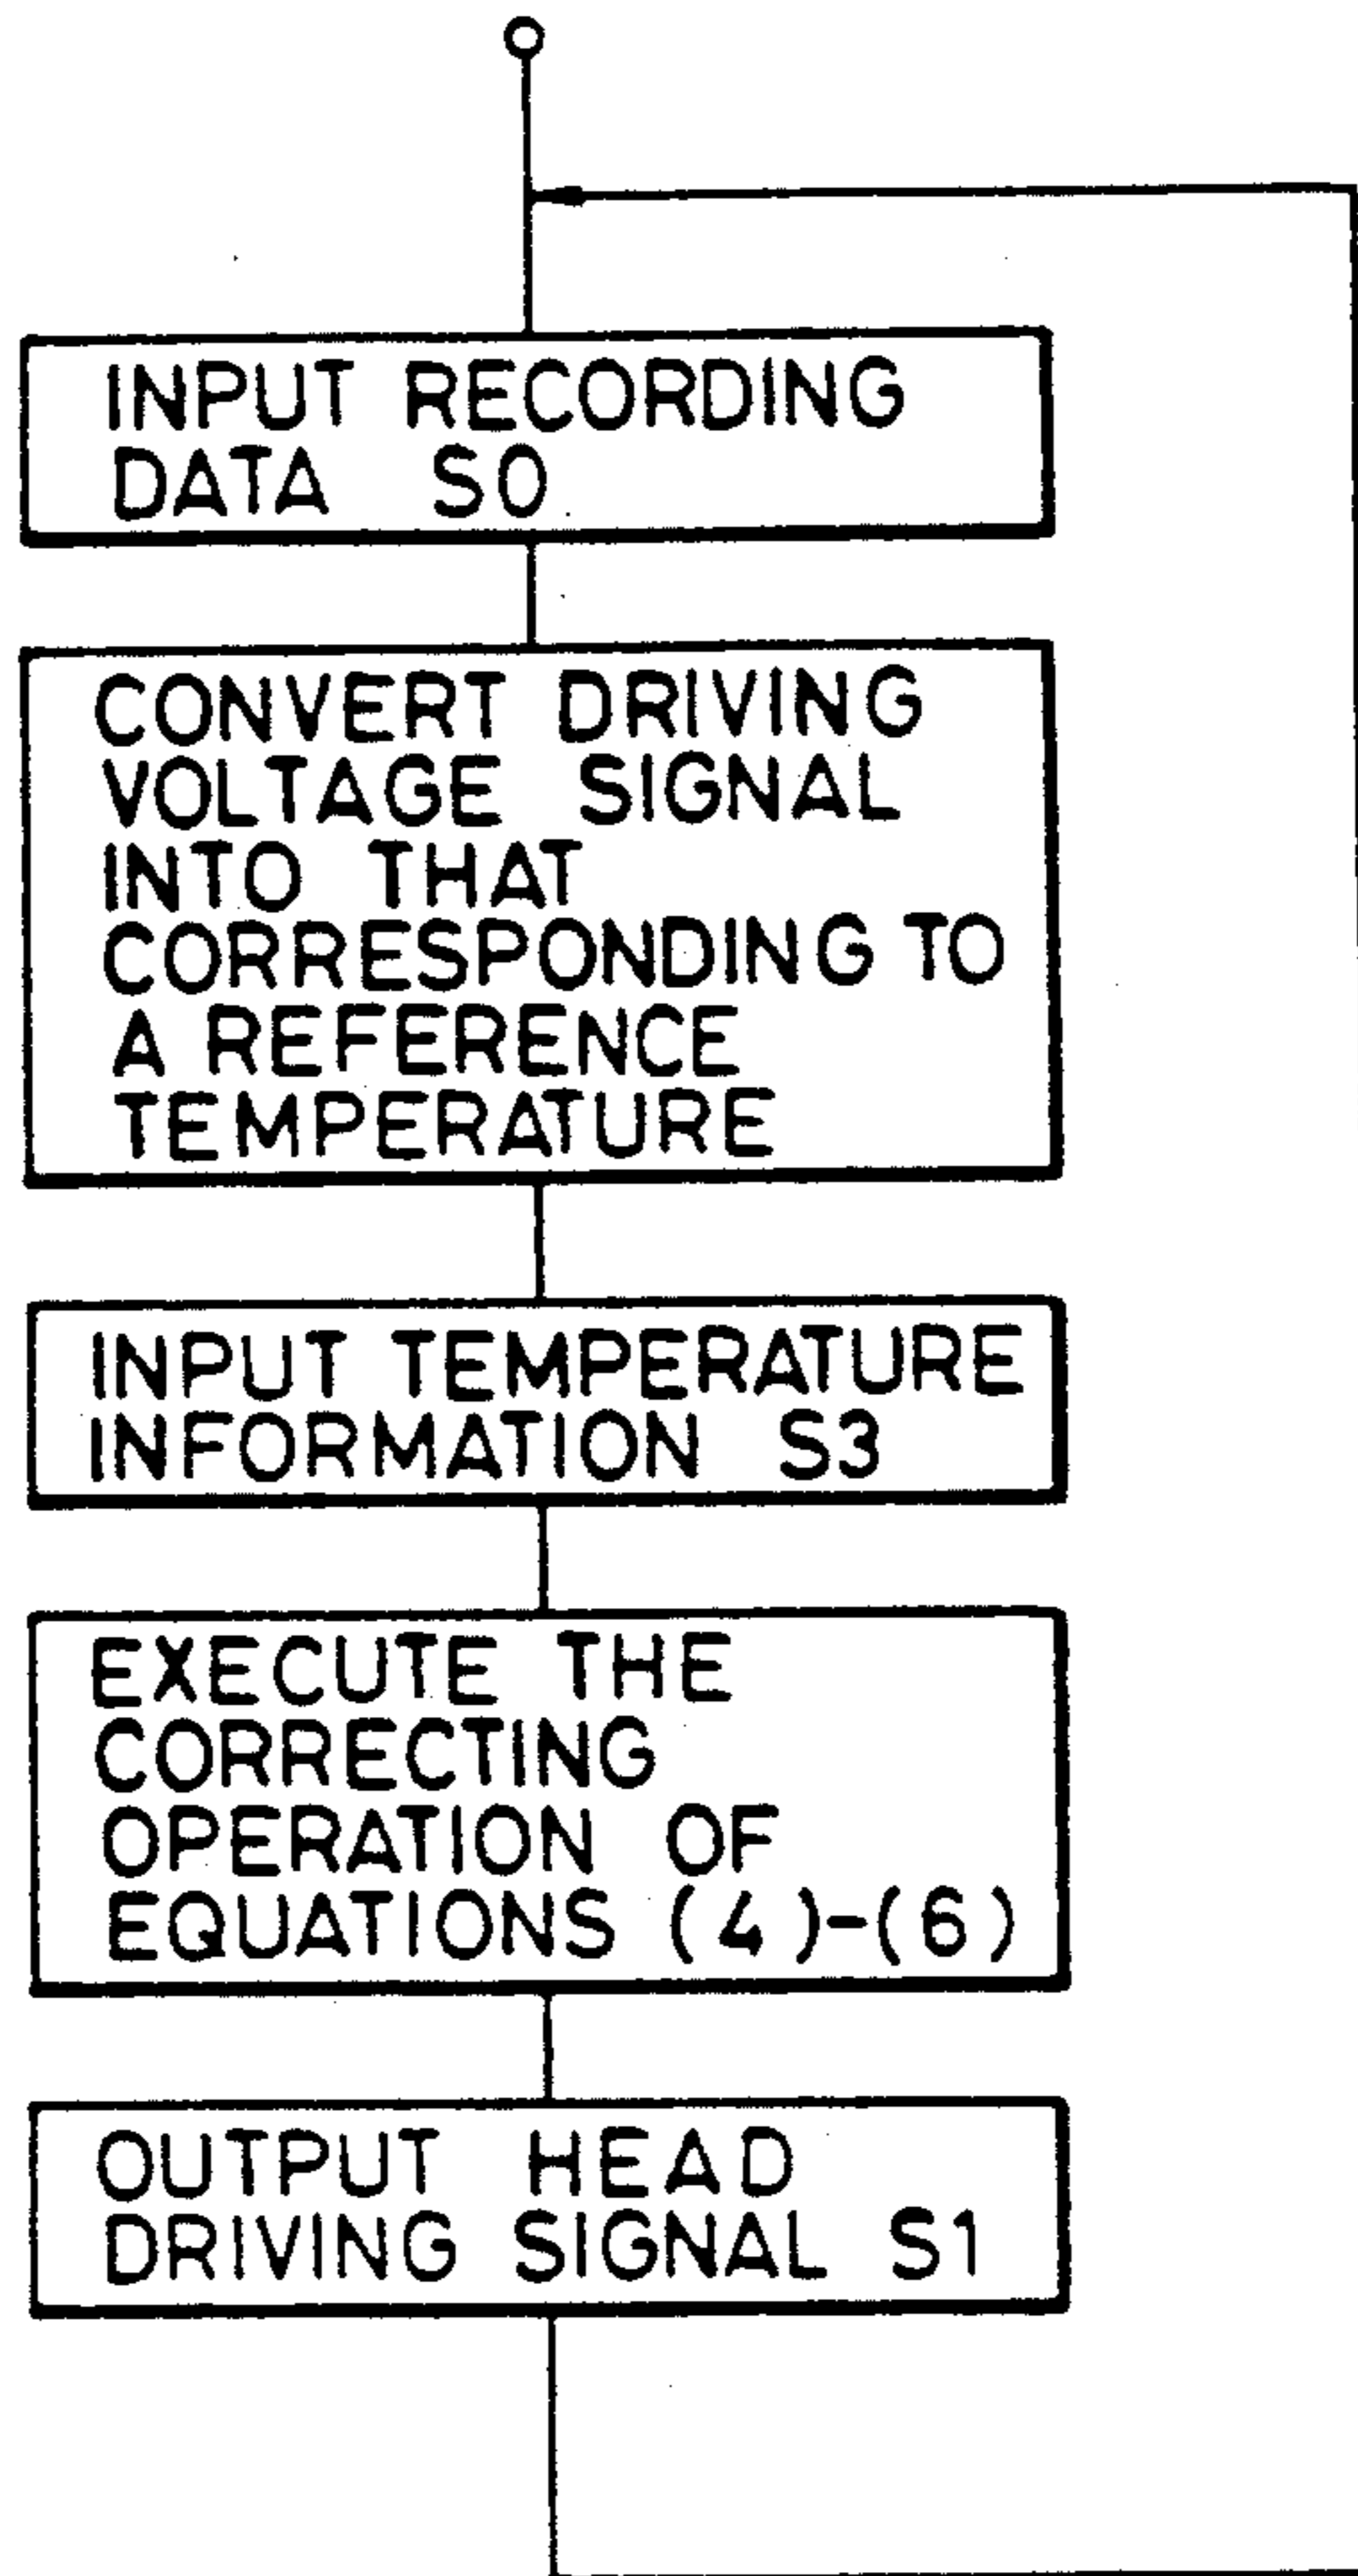 INPUT RECORDING
DATA S0
CONVERT DRIVING
VOLTAGE SIGNAL
INTO THAT
CORRESPONDING TO
A REFERENCE
TEMPERATURE
INPUT TEMPERATURE
INFORMATION S3
EXECUTE THE
CORRECTING
OPERATION OF
EQUATIONS (4)-(6)
OUTPUT HEAD
DRIVING SIGNAL S1